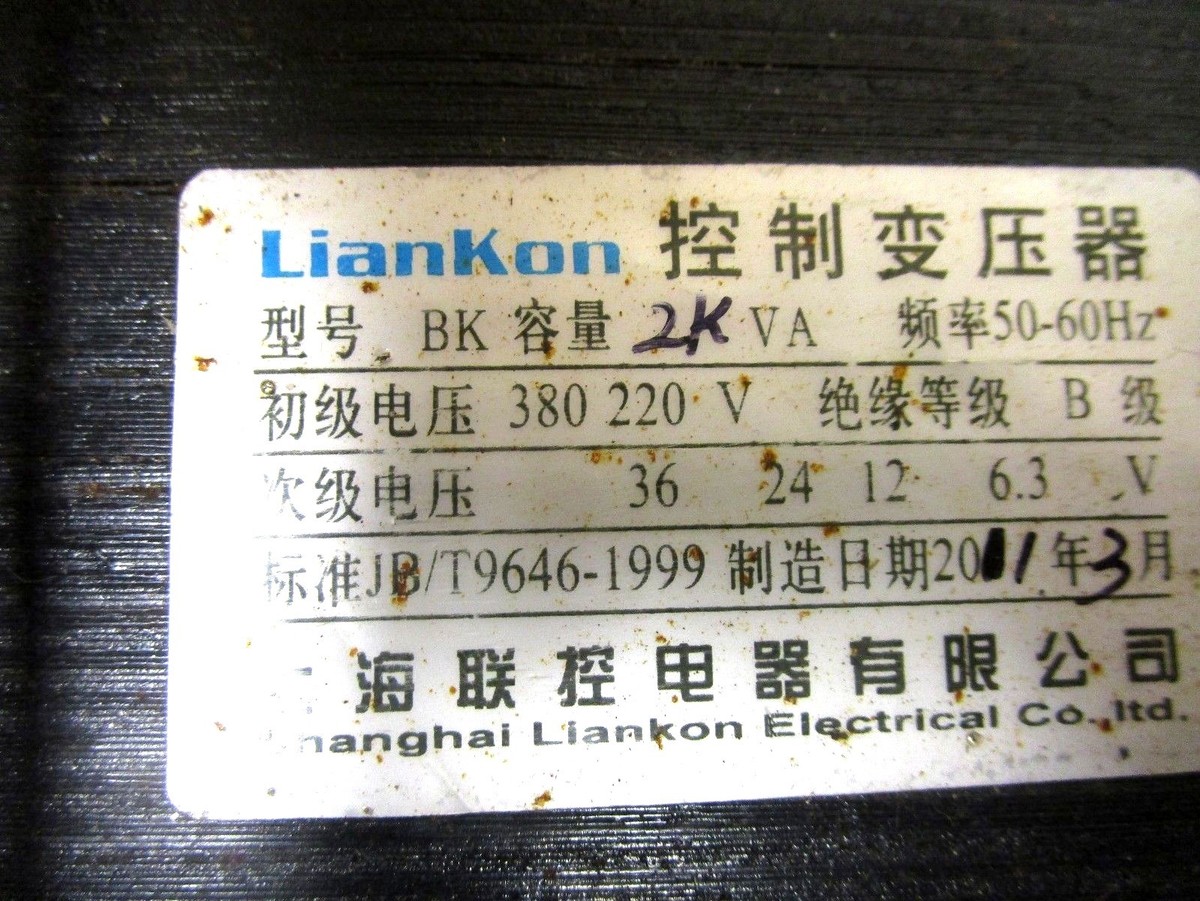 LianKon 控制变压器
型号 BK 容量 2K VA 频率50-60Hz
初级电压 380 220 V 绝缘等级 B 级
次级电压 36 24 12 6.3 V
标准JB/T9646-1999 制造日期2011年3月
上海联控电器有限公司
Shanghai Liankon Electrical Co.,ltd.